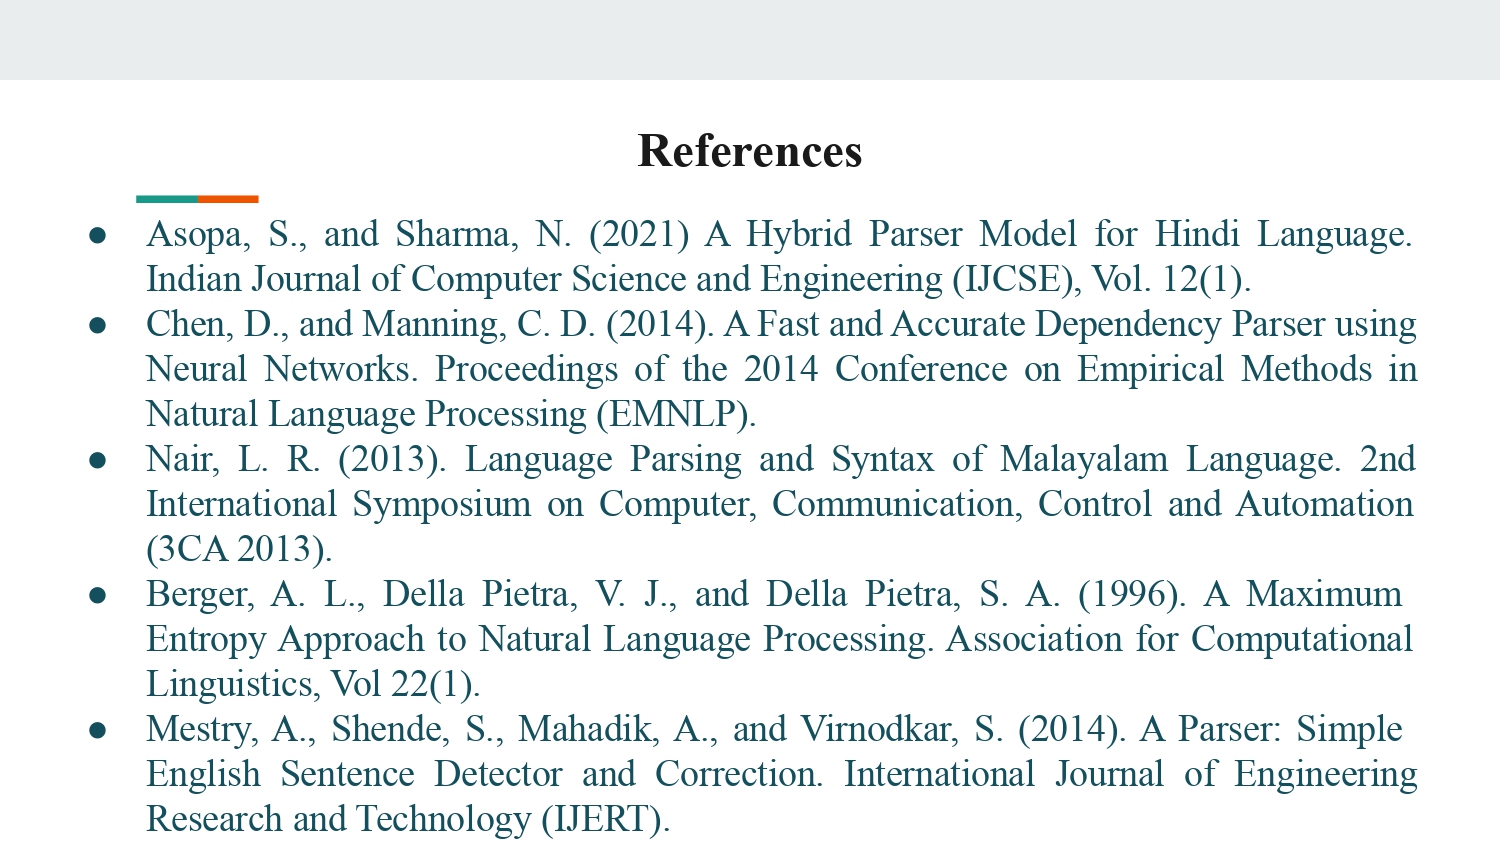 References
● Asopa, S., and Sharma, N. (2021) A Hybrid Parser Model for Hindi Language.
Indian Journal of Computer Science and Engineering (IJCSE), Vol. 12(1).
● Chen, D., and Manning, C. D. (2014). A Fast and Accurate Dependency Parser using
Neural Networks. Proceedings of the 2014 Conference on Empirical Methods in
Natural Language Processing (EMNLP).
● Nair, L. R. (2013). Language Parsing and Syntax of Malayalam Language. 2nd
International Symposium on Computer, Communication, Control and Automation
(3CA 2013).
● Berger, A. L., Della Pietra, V. J., and Della Pietra, S. A. (1996). A Maximum
Entropy Approach to Natural Language Processing. Association for Computational
Linguistics, Vol 22(1).
● Mestry, A., Shende, S., Mahadik, A., and Virnodkar, S. (2014). A Parser: Simple
English Sentence Detector and Correction. International Journal of Engineering
Research and Technology (IJERT).